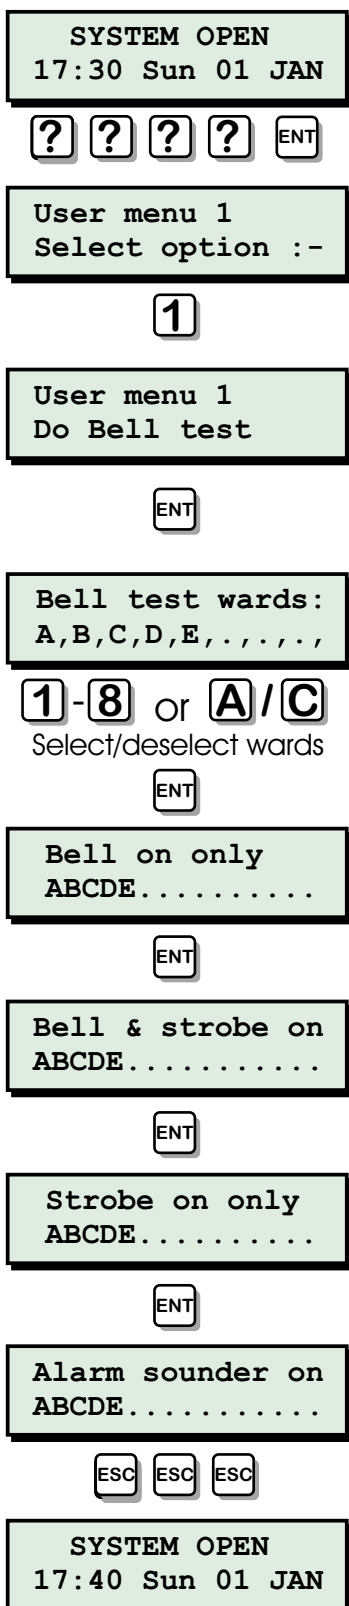 SYSTEM OPEN
17:30 Sun 01 JAN
? ? ? ? ENT
User menu 1
Select option :-
1
User menu 1
Do Bell test
ENT
Bell test wards:
A,B,C,D,E,.,.,.,
1-8 or A/C
Select/deselect wards
ENT
Bell on only
ABCDE..........
ENT
Bell & strobe on
ABCDE...........
ENT
Strobe on only
ABCDE..........
ENT
Alarm sounder on
ABCDE...........
ESC ESC ESC
SYSTEM OPEN
17:40 Sun 01 JAN